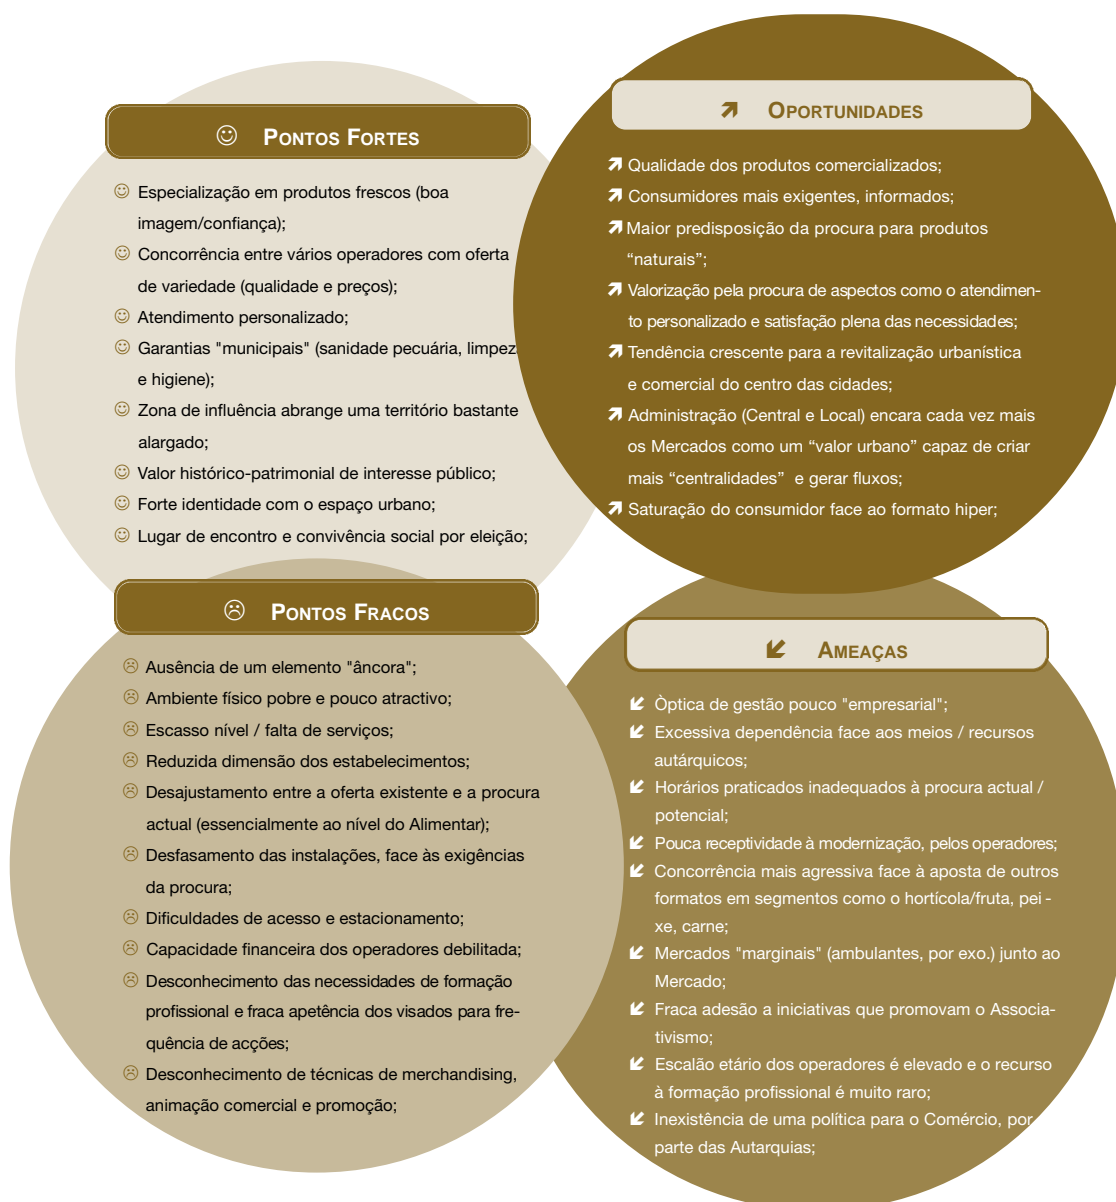 Pontos Fortes
Especialização em produtos frescos (boa
imagem/confiança);
Concorrência entre vários operadores com oferta
de variedade (qualidade e preços);
Atendimento personalizado;
Garantias "municipais" (sanidade pecuária, limpez
e higiene);
Zona de influência abrange uma território bastante
alargado;
Valor histórico-patrimonial de interesse público;
Forte identidade com o espaço urbano;
Lugar de encontro e convivência social por eleição;
Oportunidades
Qualidade dos produtos comercializados;
Consumidores mais exigentes, informados;
Maior predisposição da procura para produtos
“naturais”;
Valorização pela procura de aspectos como o atendimen-
to personalizado e satisfação plena das necessidades;
Tendência crescente para a revitalização urbanística
e comercial do centro das cidades;
Administração (Central e Local) encara cada vez mais
os Mercados como um “valor urbano” capaz de criar
mais “centralidades” e gerar fluxos;
Saturação do consumidor face ao formato hiper;
Pontos Fracos
Ausência de um elemento "âncora";
Ambiente físico pobre e pouco atractivo;
Escasso nível / falta de serviços;
Reduzida dimensão dos estabelecimentos;
Desajustamento entre a oferta existente e a procura
actual (essencialmente ao nível do Alimentar);
Desfasamento das instalações, face às exigências
da procura;
Dificuldades de acesso e estacionamento;
Capacidade financeira dos operadores debilitada;
Desconhecimento das necessidades de formação
profissional e fraca apetência dos visados para fre-
quência de acções;
Desconhecimento de técnicas de merchandising,
animação comercial e promoção;
Ameaças
Òptica de gestão pouco "empresarial";
Excessiva dependência face aos meios / recursos
autárquicos;
Horários praticados inadequados à procura actual /
potencial;
Pouca receptividade à modernização, pelos operadores;
Concorrência mais agressiva face à aposta de outros
formatos em segmentos como o hortícola/fruta, pei -
xe, carne;
Mercados "marginais" (ambulantes, por exo.) junto ao
Mercado;
Fraca adesão a iniciativas que promovam o Associa-
tivismo;
Escalão etário dos operadores é elevado e o recurso
à formação profissional é muito raro;
Inexistência de uma política para o Comércio, por
parte das Autarquias;